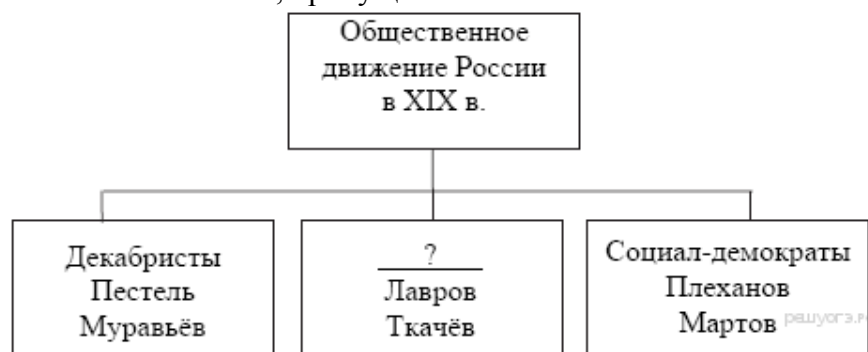 Общественное
движение России
в XIX в.
Декабристы
Пестель
Муравьёв
?
Лавров
Ткачёв
Социал-демократы
Плеханов
Мартов